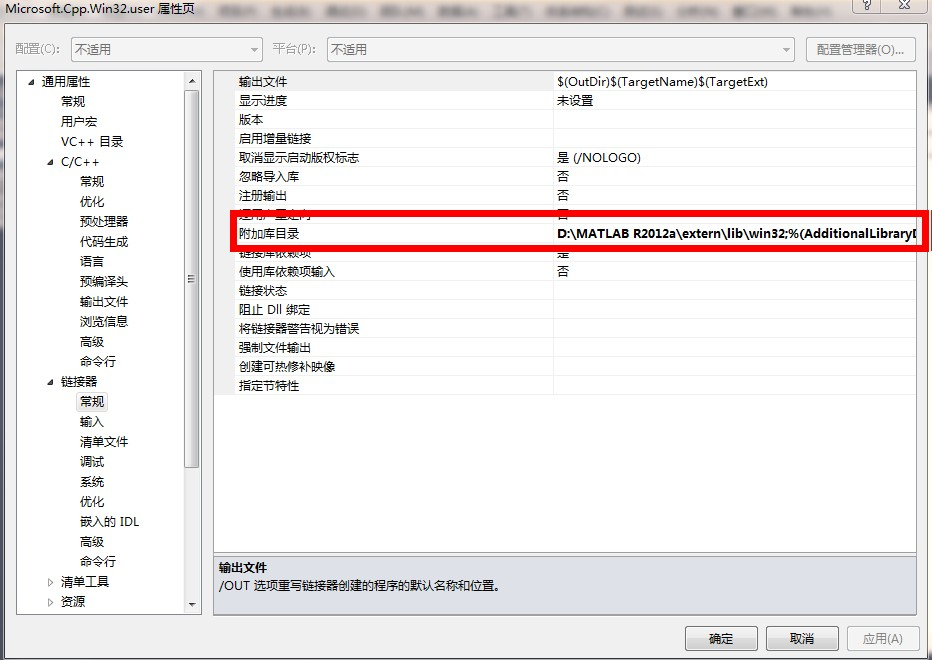 Microsoft.Cpp.Win32.user 属性页
配置(C):
不适用
平台(P):
不适用
配置管理器(O)...
通用属性
常规
用户宏
VC++ 目录
C/C++
常规
优化
预处理器
代码生成
语言
预编译头
输出文件
浏览信息
高级
命令行
链接器
常规
输入
清单文件
调试
系统
优化
嵌入的 IDL
高级
命令行
清单工具
资源
输出文件 $(OutDir)$(TargetName)$(TargetExt)
显示进度 未设置
版本
启用增量链接
取消显示启动版权标志 是 (/NOLOGO)
忽略导入库 否
注册输出 否
否
附加库目录 D:\MATLAB R2012a\extern\lib\win32;%(AdditionalLibraryD
链接库依赖项 是
使用库依赖项输入 否
链接状态
阻止 Dll 绑定
将链接器警告视为错误
强制文件输出
创建可热修补映像
指定节特性
输出文件
/OUT 选项重写链接器创建的程序的默认名称和位置。
确定
取消
应用(A)